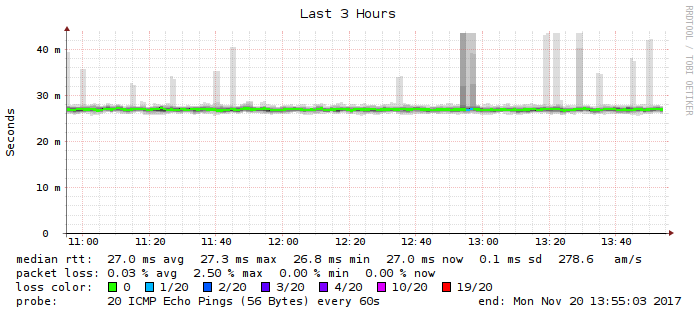 Last 3 Hours
RRDTOOL / TOBI OETIKER
Seconds
40 m
30 m
20 m
10 m
0
11:00 11:20 11:40 12:00 12:20 12:40 13:00 13:20 13:40
median rtt: 27.0 ms avg 27.3 ms max 26.8 ms min 27.0 ms now 0.1 ms sd 278.6 am/s
packet loss: 0.03 % avg 2.50 % max 0.00 % min 0.00 % now
loss color: 0 1/20 2/20 3/20 4/20 10/20 19/20
probe: 20 ICMP Echo Pings (56 Bytes) every 60s end: Mon Nov 20 13:55:03 2017